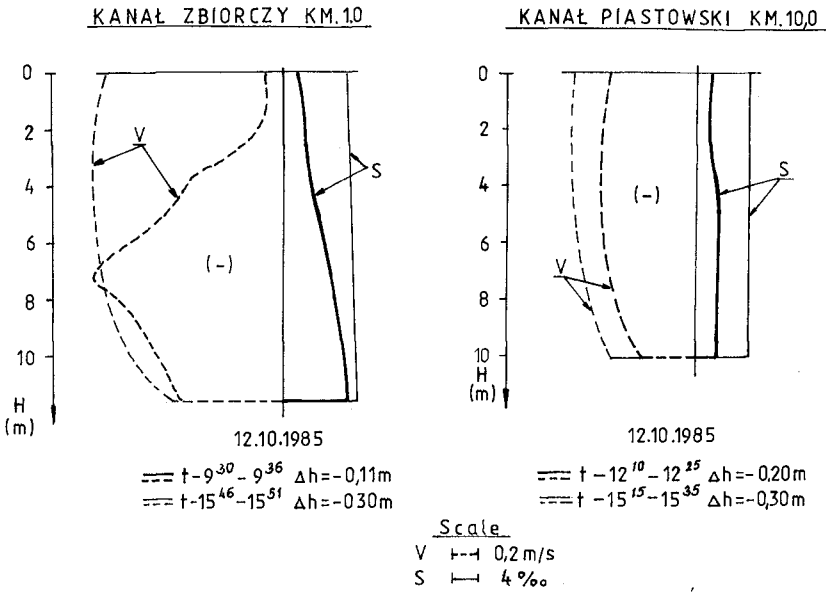 KANAŁ ZBIORCZY KM.1,0
KANAŁ PIASTOWSKI KM.10,0
0
2
4
6
8
10
H
(m)
V
S
(-)
0
2
4
6
8
10
H
(m)
V
S
(-)
12.10.1985
t-9³⁰-9³⁶ Δh=-0,11m
t-15⁴⁶-15⁵¹ Δh=-030m
12.10.1985
t-12¹⁰-12²⁵ Δh=-0,20m
t-15¹⁵-15³⁵ Δh=-0,30m
Scale
V 0,2 m/s
S 4‰